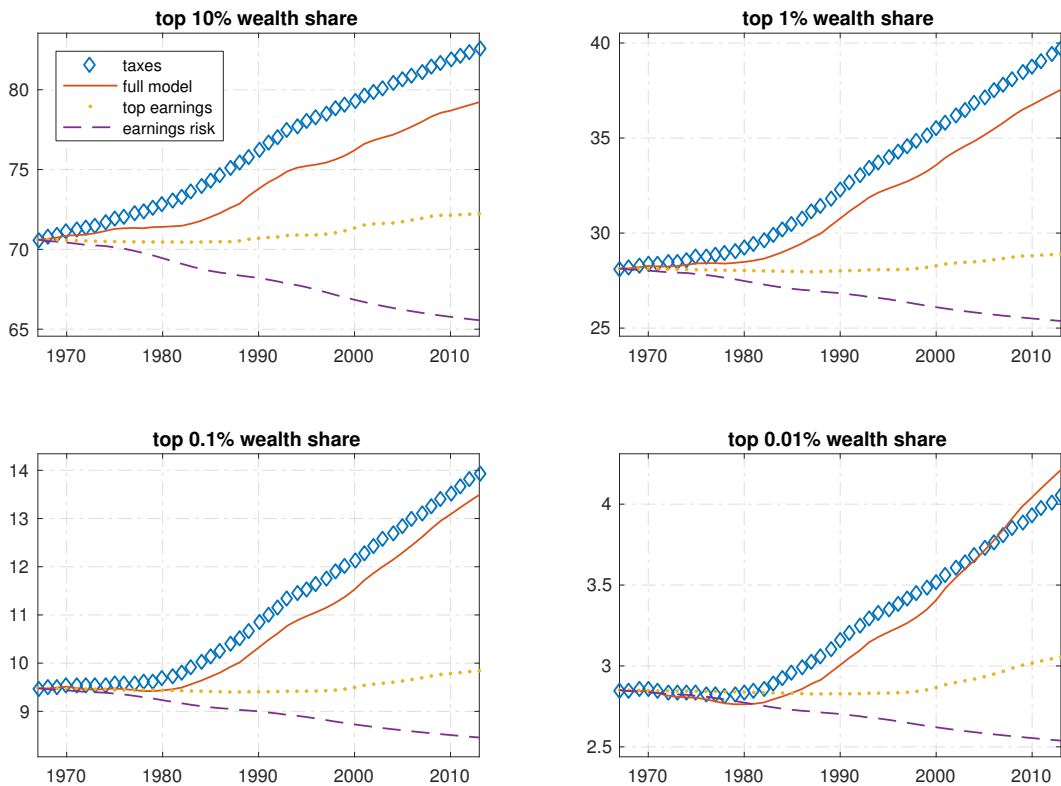 top 10% wealth share
80
75
70
65
1970 1980 1990 2000 2010
taxes
full model
top earnings
earnings risk
top 1% wealth share
40
35
30
25
1970 1980 1990 2000 2010
top 0.1% wealth share
14
13
12
11
10
9
1970 1980 1990 2000 2010
top 0.01% wealth share
4
3.5
3
2.5
1970 1980 1990 2000 2010